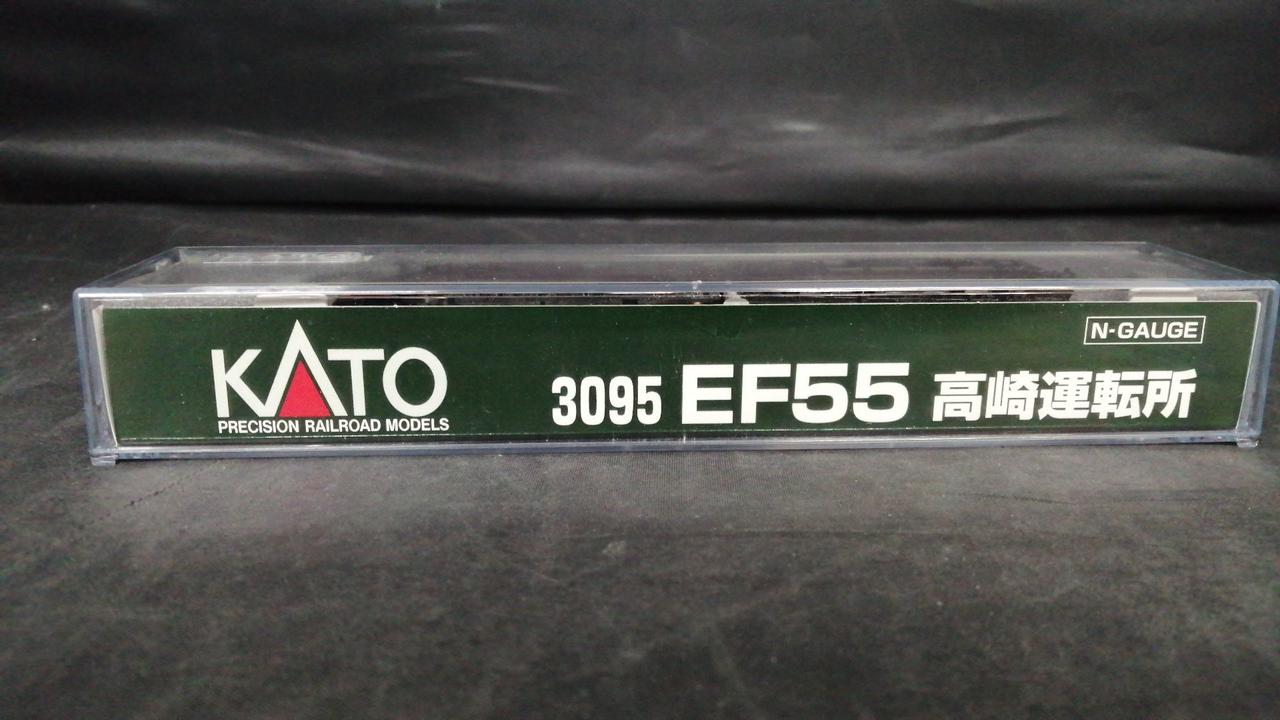 N-GAUGE
KATO
PRECISION RAILROAD MODELS
3095 EF55 高崎運転所